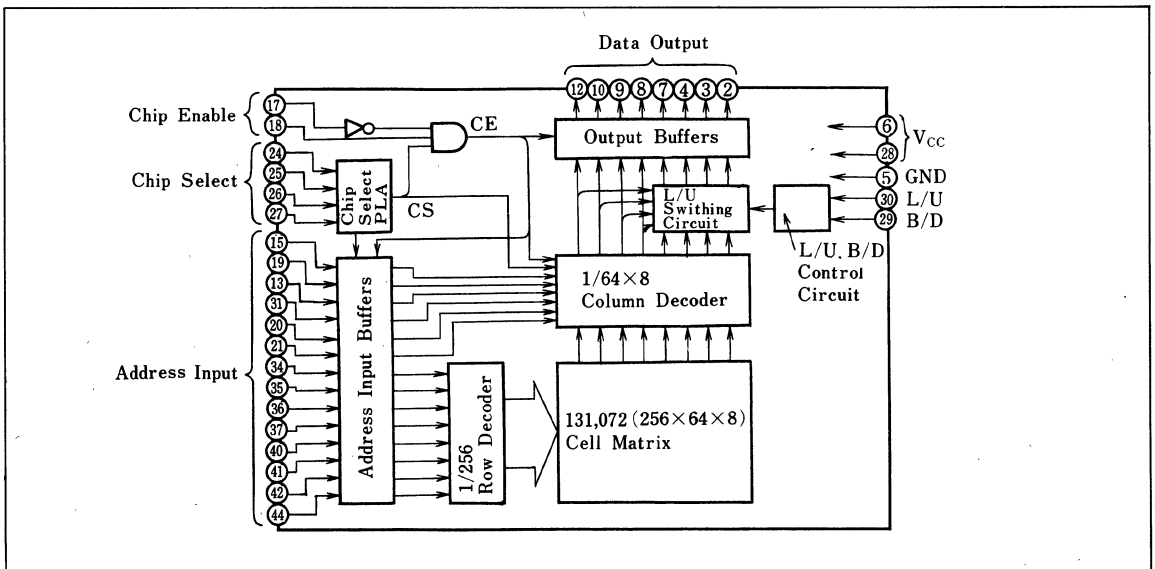 Data Output
12 10 9 8 7 4 3 2
Chip Enable
17
18
CE
Output Buffers
6
28
VCC
5 GND
30 L/U
29 B/D
Chip Select
24
25
26
27
Chip
Select
PLA
CS
L/U
Swithing
Circuit
L/U, B/D
Control
Circuit
Address Input
15
19
13
31
20
21
34
35
36
37
40
41
42
44
Address Input Buffers
1/64×8
Column Decoder
1/256
Row Decoder
131,072 (256×64×8)
Cell Matrix